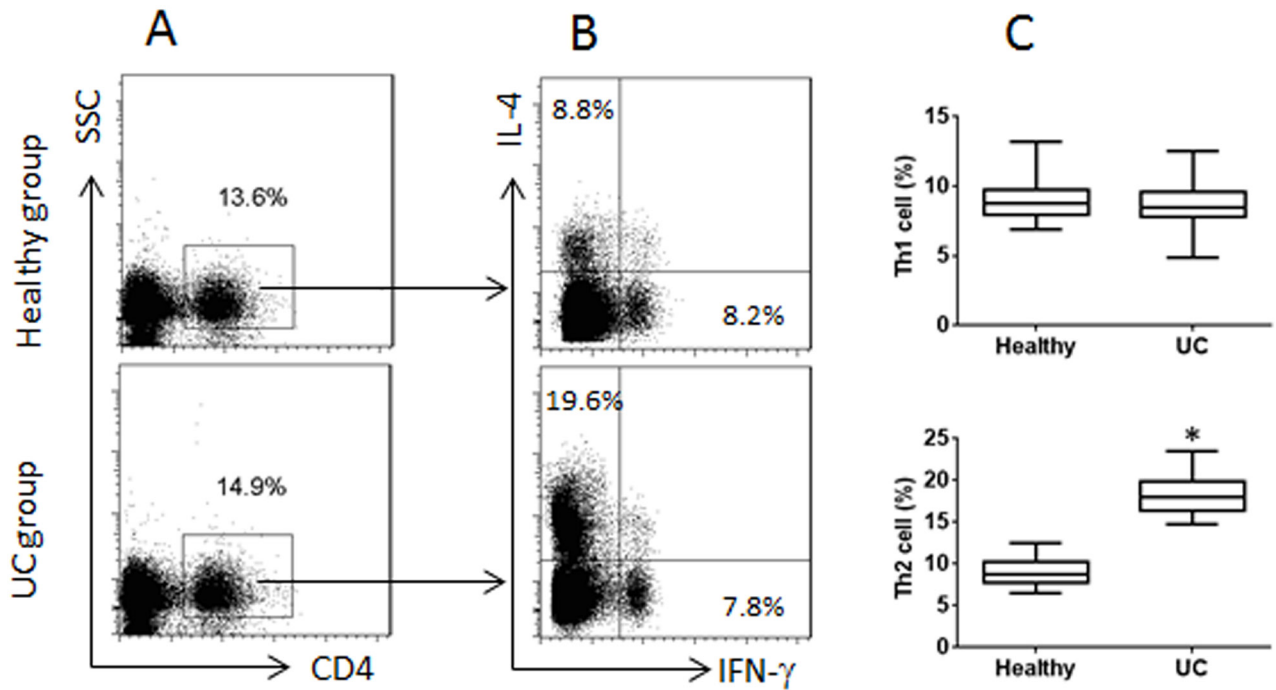 A
B
C
Healthy group
SSC
13.6%
IL-4
8.8%
8.2%
Th1 cell (%)
15
10
5
0
Healthy
UC
UC group
14.9%
19.6%
7.8%
CD4
IFN-γ
Th2 cell (%)
25
20
15
10
5
0
*
Healthy
UC